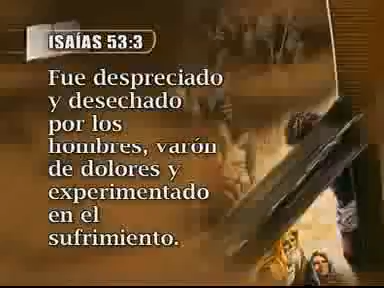 ISAÍAS 53:3
Fue despreciado
y desechado
por los
hombres, varón
de dolores y
experimentado
en el
sufrimiento.